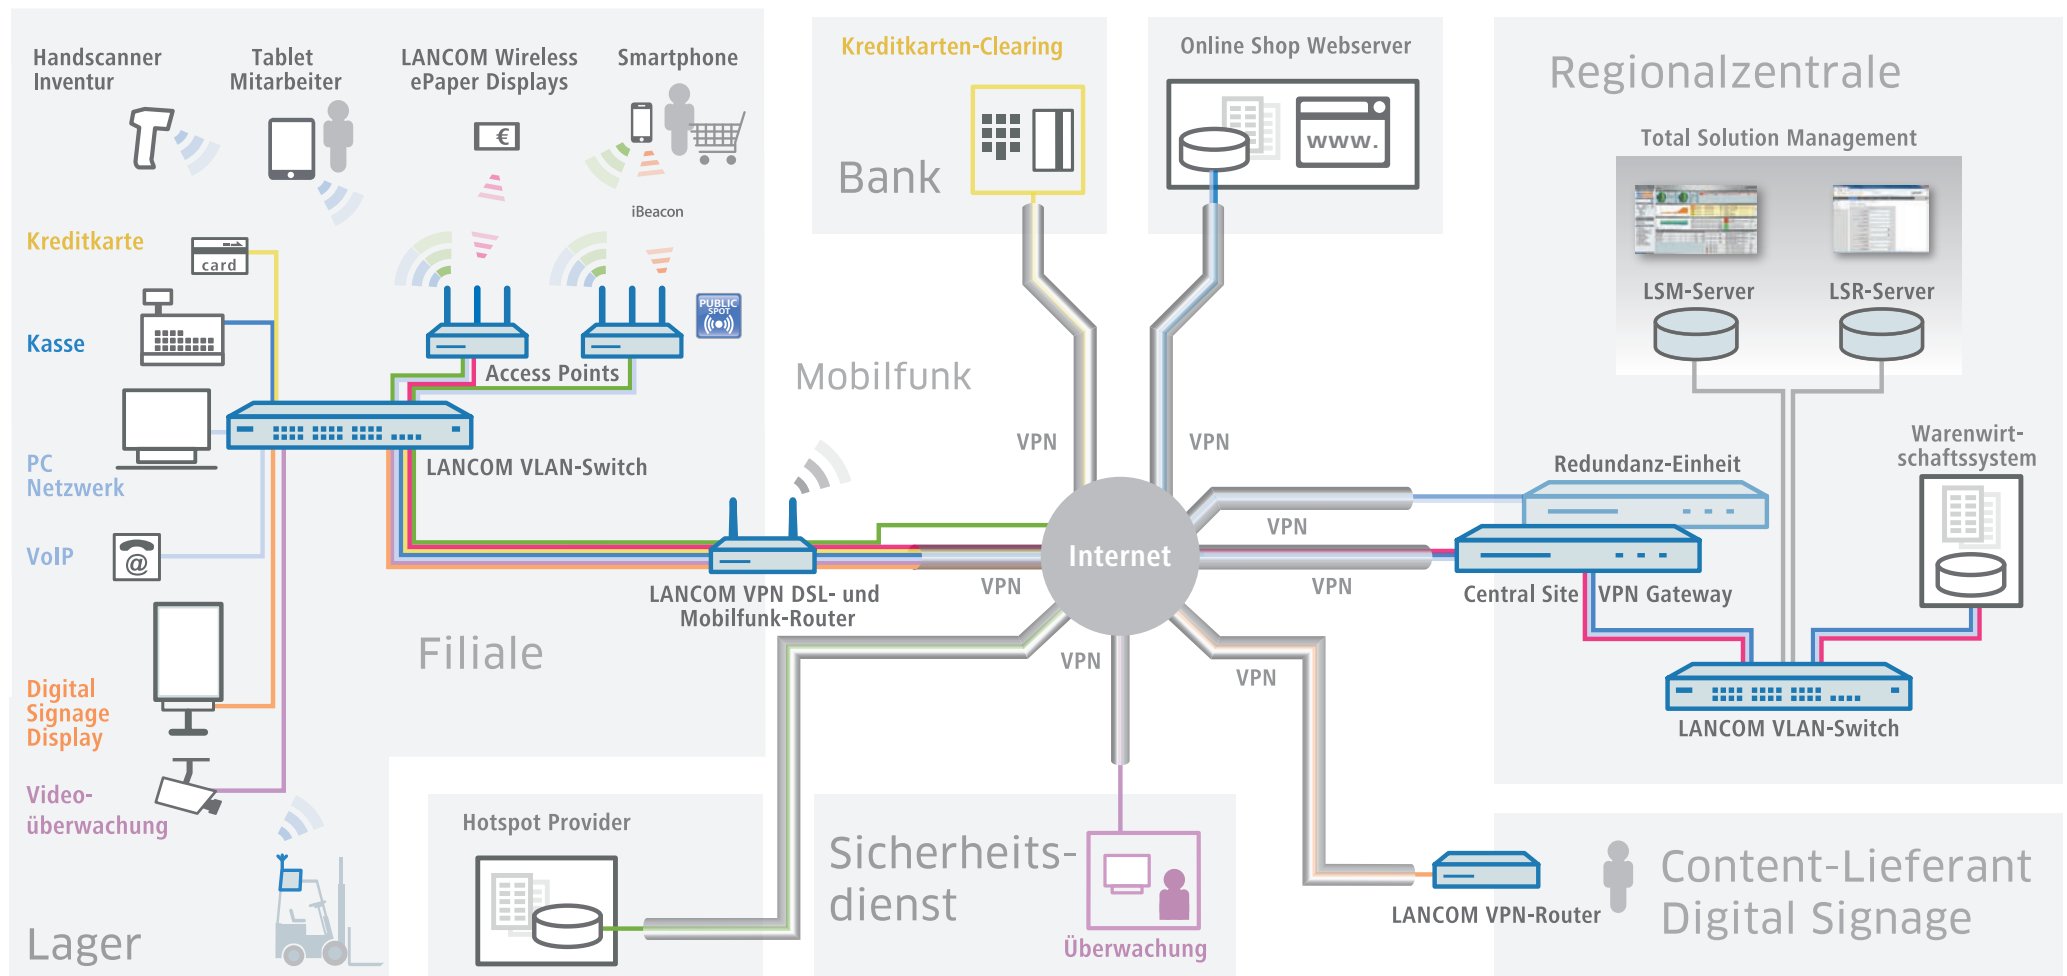 Handscanner
Inventur
Tablet
Mitarbeiter
LANCOM Wireless
ePaper Displays
Smartphone
€
iBeacon
Kreditkarte
card
Kasse
PUBLIC
SPOT
Access Points
PC
Netzwerk
LANCOM VLAN-Switch
VoIP
@
LANCOM VPN DSL- und
Mobilfunk-Router
Filiale
Digital
Signage
Display
Video-
überwachung
Lager
Kreditkarten-Clearing
Bank
Online Shop Webserver
www.
Mobilfunk
VPN
VPN
VPN
VPN
VPN
VPN
VPN
Internet
Regionalzentrale
Total Solution Management
LSM-Server
LSR-Server
Warenwirt-
schaftssystem
Redundanz-Einheit
Central Site
VPN Gateway
LANCOM VLAN-Switch
Hotspot Provider
Sicherheits-
dienst
Überwachung
LANCOM VPN-Router
Content-Lieferant
Digital Signage